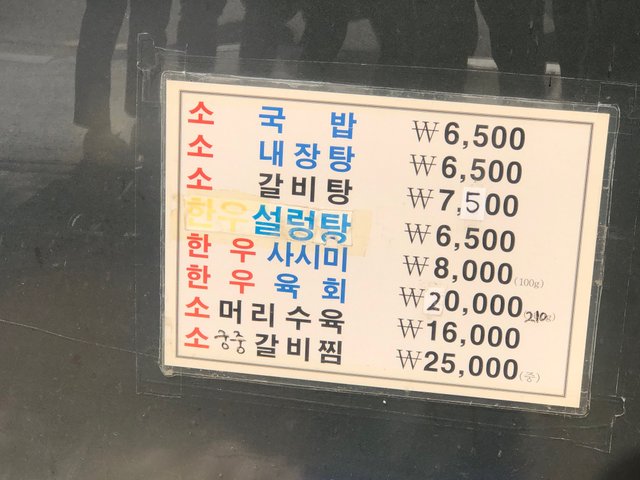 소 국 밥 ₩6,500
소 내장탕 ₩6,500
소 갈비탕 ₩7,500
한우 설렁탕 ₩6,500
한 우 사시미 ₩8,000(100g)
한 우 육 회 ₩20,000
소 머리수육 ₩16,000
소 궁중 갈비찜 ₩25,000(중)